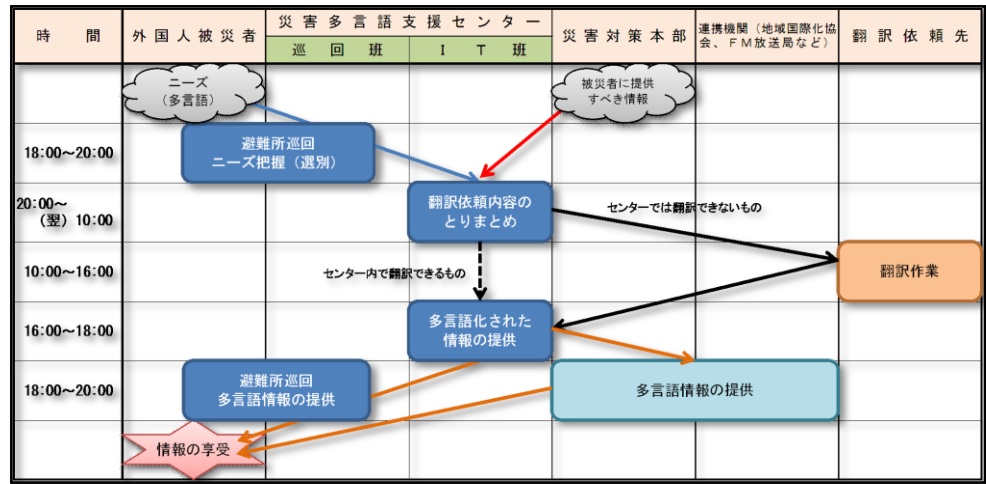 時　間
外国人被災者
災害多言語支援センター
巡　回　班
Ｉ　Ｔ　班
災害対策本部
連携機関（地域国際化協
会、ＦＭ放送局など）
翻訳依頼先
ニーズ
（多言語）
被災者に提供
すべき情報
18:00～20:00
避難所巡回
ニーズ把握（選別）
20:00～
（翌）10:00
翻訳依頼内容の
とりまとめ
センターでは翻訳できないもの
10:00～16:00
センター内で翻訳できるもの
翻訳作業
16:00～18:00
多言語化された
情報の提供
18:00～20:00
避難所巡回
多言語情報の提供
多言語情報の提供
情報の享受